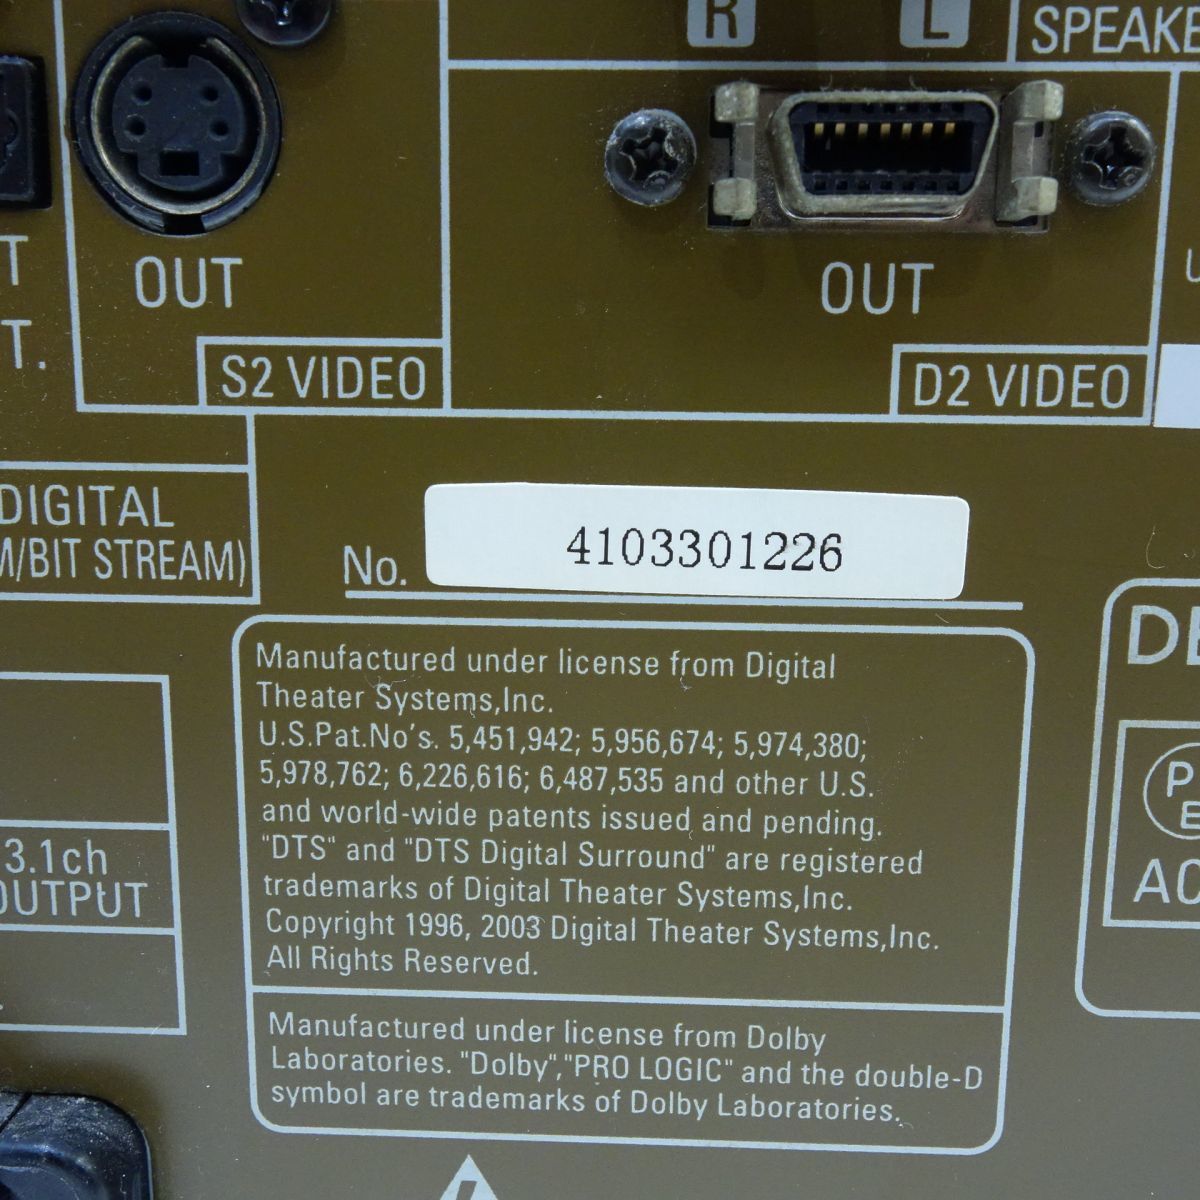 R L
SPEAKE
OUT
OUT
T
T.
S2 VIDEO
D2 VIDEO
DIGITAL
M/BIT STREAM)
No. 4103301226
Manufactured under license from Digital
Theater Systems,Inc.
U.S.Pat.No's. 5,451,942; 5,956,674; 5,974,380;
5,978,762; 6,226,616; 6,487,535 and other U.S.
and world-wide patents issued and pending.
"DTS" and "DTS Digital Surround" are registered
trademarks of Digital Theater Systems,Inc.
Copyright 1996, 2003 Digital Theater Systems,Inc.
All Rights Reserved.
Manufactured under license from Dolby
Laboratories. "Dolby","PRO LOGIC" and the double-D
symbol are trademarks of Dolby Laboratories.
3.1ch
OUTPUT
P
E
AC